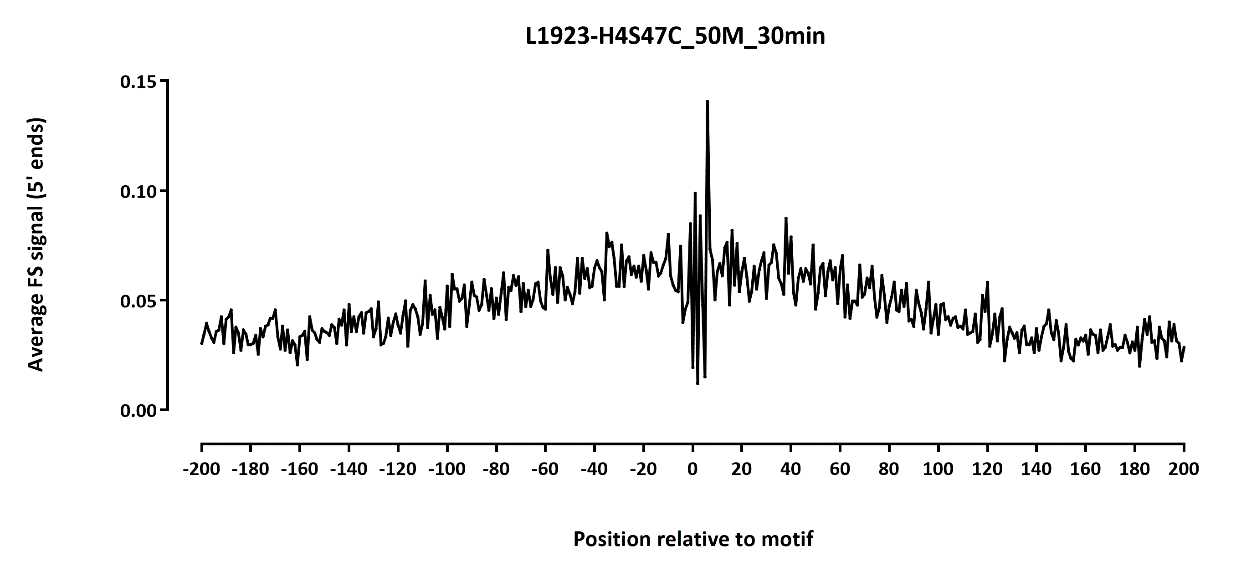 L1923-H4S47C_50M_30min
Average FS signal (5' ends)
0.15
0.10
0.05
0.00
-200 -180 -160 -140 -120 -100 -80 -60 -40 -20 0 20 40 60 80 100 120 140 160 180 200
Position relative to motif